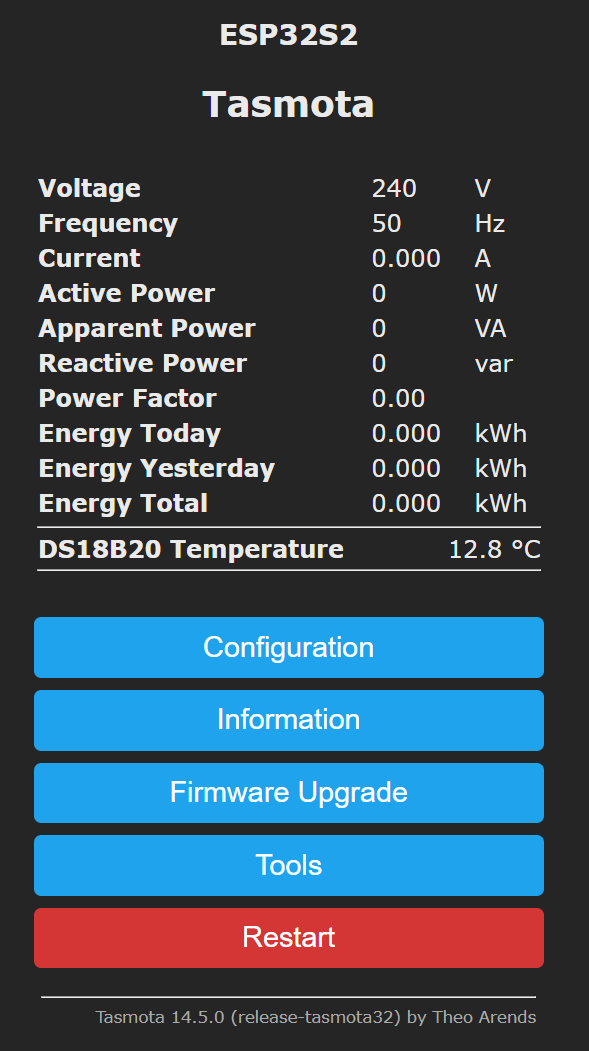 ESP32S2
Tasmota
Voltage 240 V
Frequency 50 Hz
Current 0.000 A
Active Power 0 W
Apparent Power 0 VA
Reactive Power 0 var
Power Factor 0.00
Energy Today 0.000 kWh
Energy Yesterday 0.000 kWh
Energy Total 0.000 kWh
DS18B20 Temperature 12.8 °C
Configuration
Information
Firmware Upgrade
Tools
Restart
Tasmota 14.5.0 (release-tasmota32) by Theo Arends